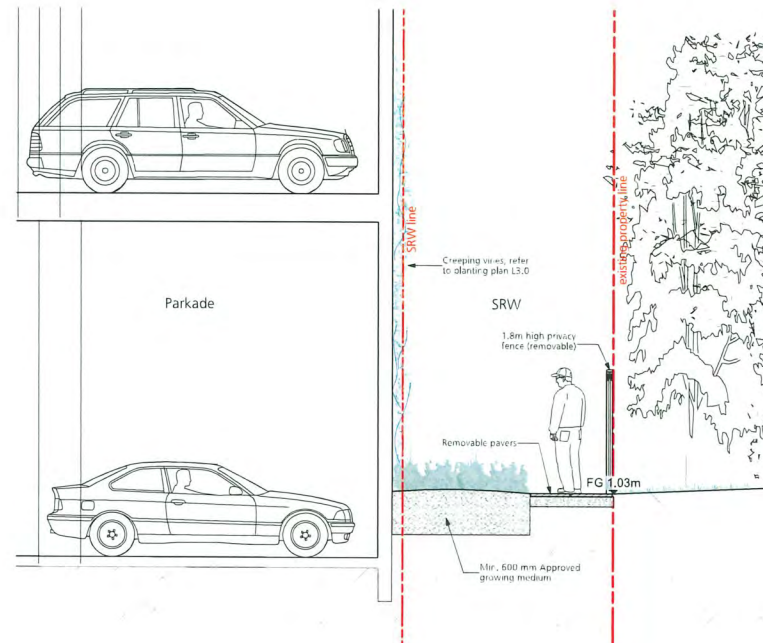 SRW line
existing property line
Creeping vines, refer
to planting plan L3.0
Parkade
SRW
1.8m high privacy
fence (removable)
Removable pavers
FG 1.03m
Min. 600 mm Approved
growing medium